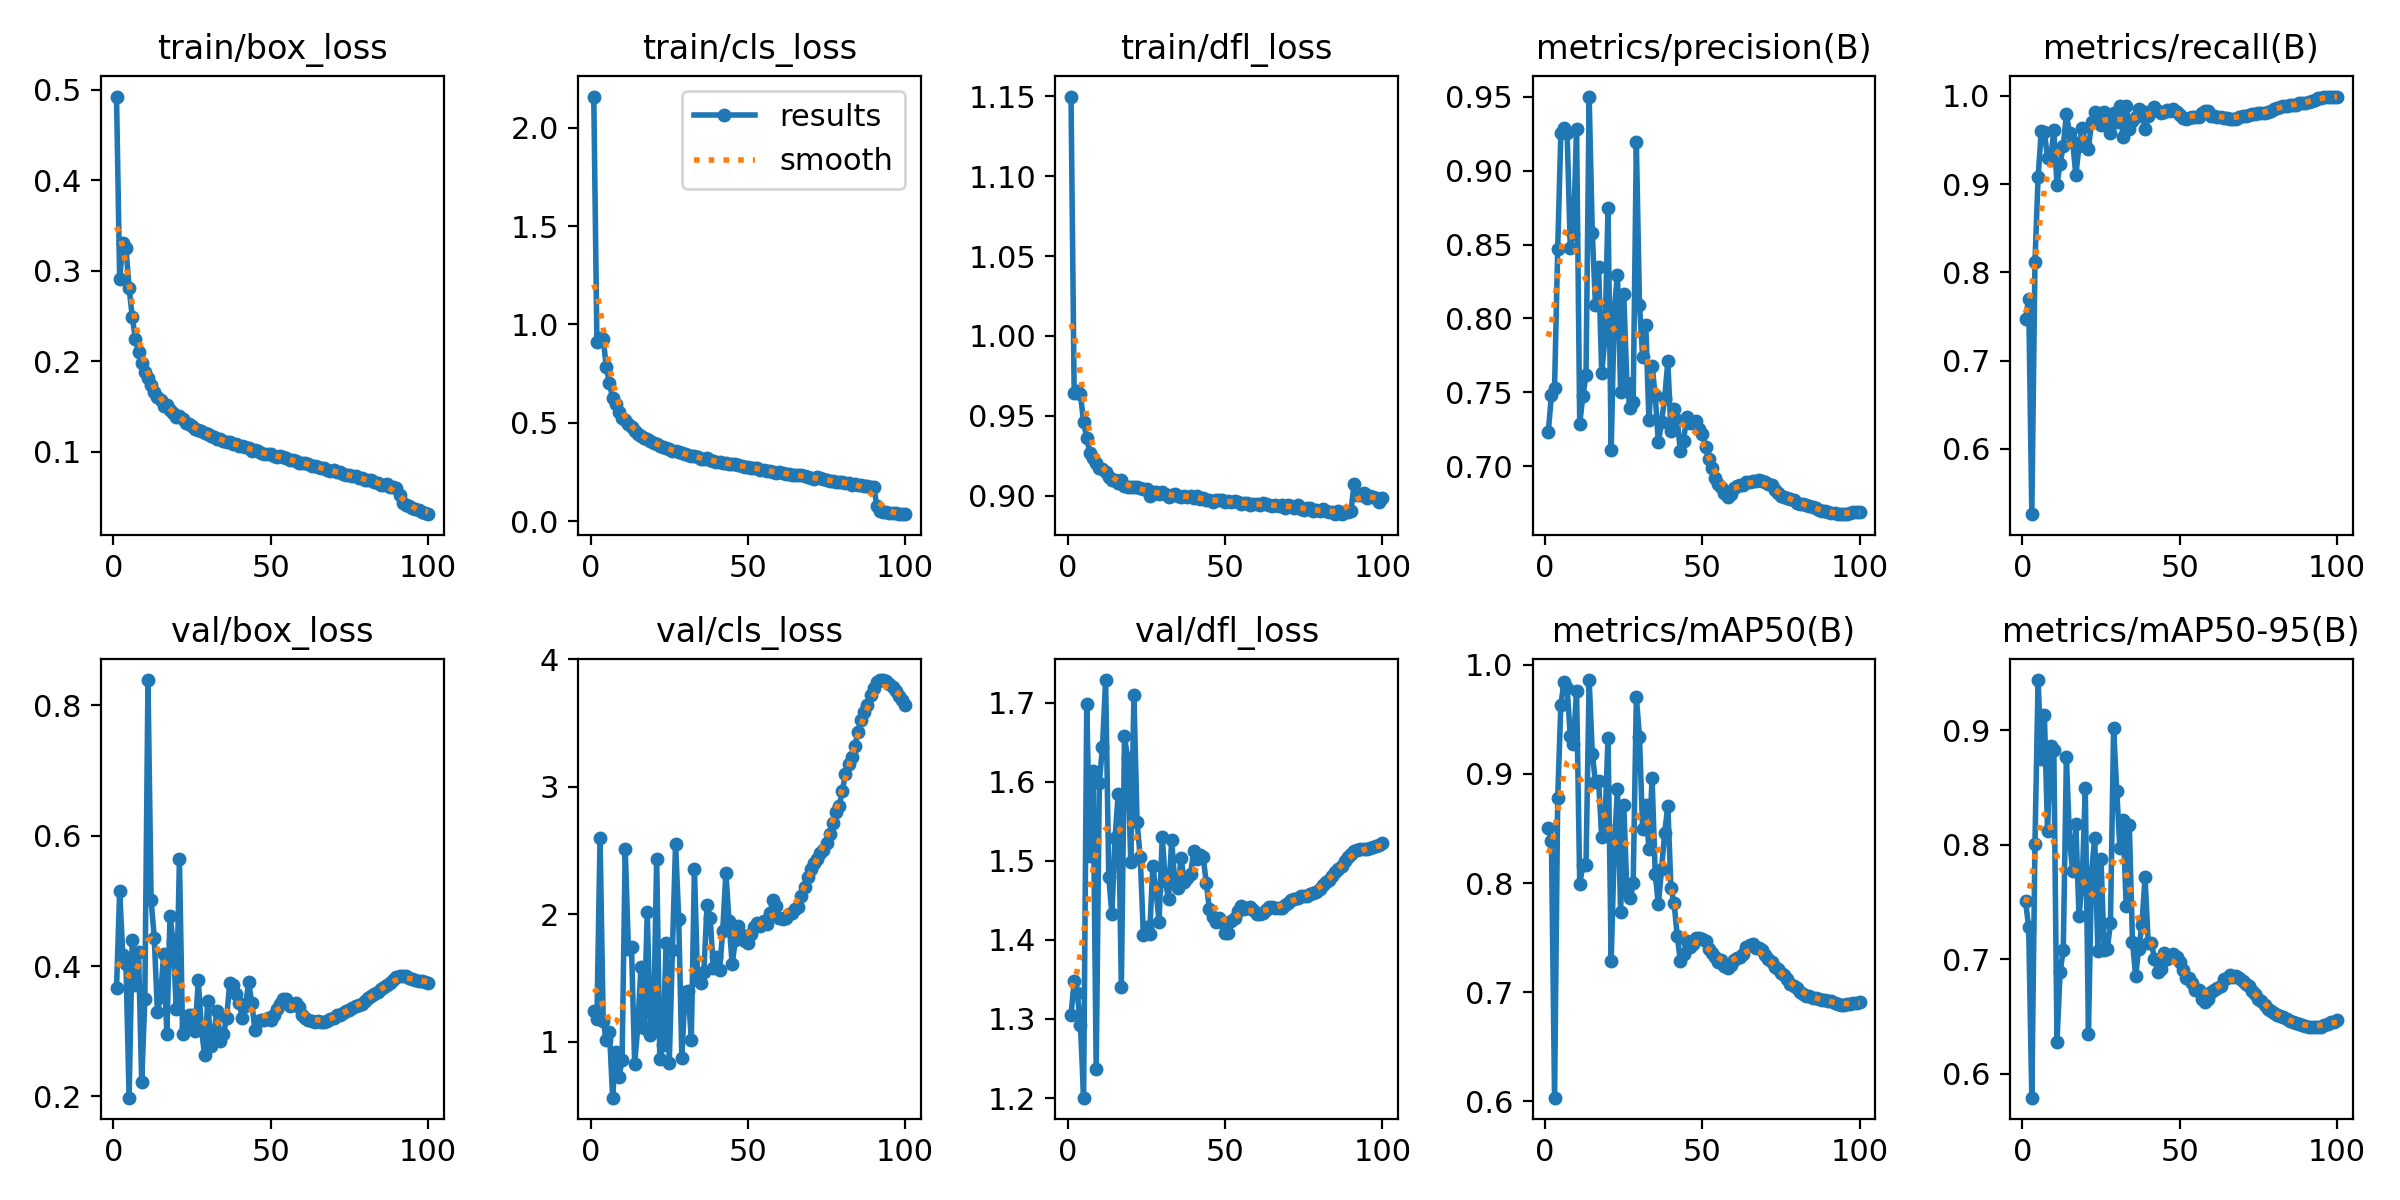 train/box_loss
0.5
0.4
0.3
0.2
0.1
0 50 100
train/cls_loss
results
smooth
2.0
1.5
1.0
0.5
0.0
0 50 100
train/dfl_loss
1.15
1.10
1.05
1.00
0.95
0.90
0 50 100
metrics/precision(B)
0.95
0.90
0.85
0.80
0.75
0.70
0 50 100
metrics/recall(B)
1.0
0.9
0.8
0.7
0.6
0 50 100
val/box_loss
0.8
0.6
0.4
0.2
0 50 100
val/cls_loss
4
3
2
1
0 50 100
val/dfl_loss
1.7
1.6
1.5
1.4
1.3
1.2
0 50 100
metrics/mAP50(B)
1.0
0.9
0.8
0.7
0.6
0 50 100
metrics/mAP50-95(B)
0.9
0.8
0.7
0.6
0 50 100